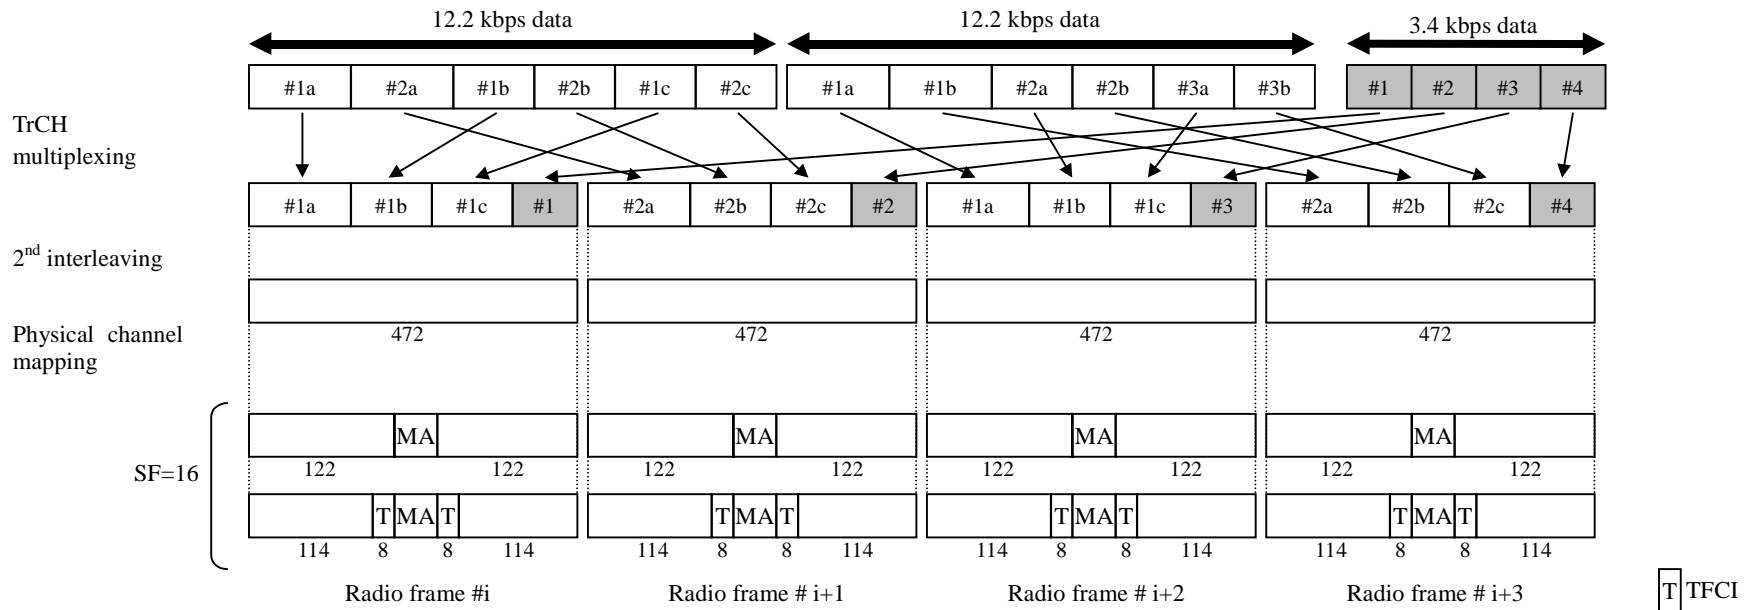 12.2 kbps data 12.2 kbps data 3.4 kbps data
#1a #2a #1b #2b #1c #2c #1a #1b #2a #2b #3a #3b #1 #2 #3 #4
TrCH
multiplexing
#1a #1b #1c #1 #2a #2b #2c #2 #1a #1b #1c #3 #2a #2b #2c #4
2nd interleaving
Physical channel
mapping
472 472 472 472
MA MA MA MA
122 122 122 122 122 122 122 122
SF=16
T MA T T MA T T MA T T MA T
114 8 8 114 114 8 8 114 114 8 8 114 114 8 8 114
Radio frame #i Radio frame # i+1 Radio frame # i+2 Radio frame # i+3
T TFCI